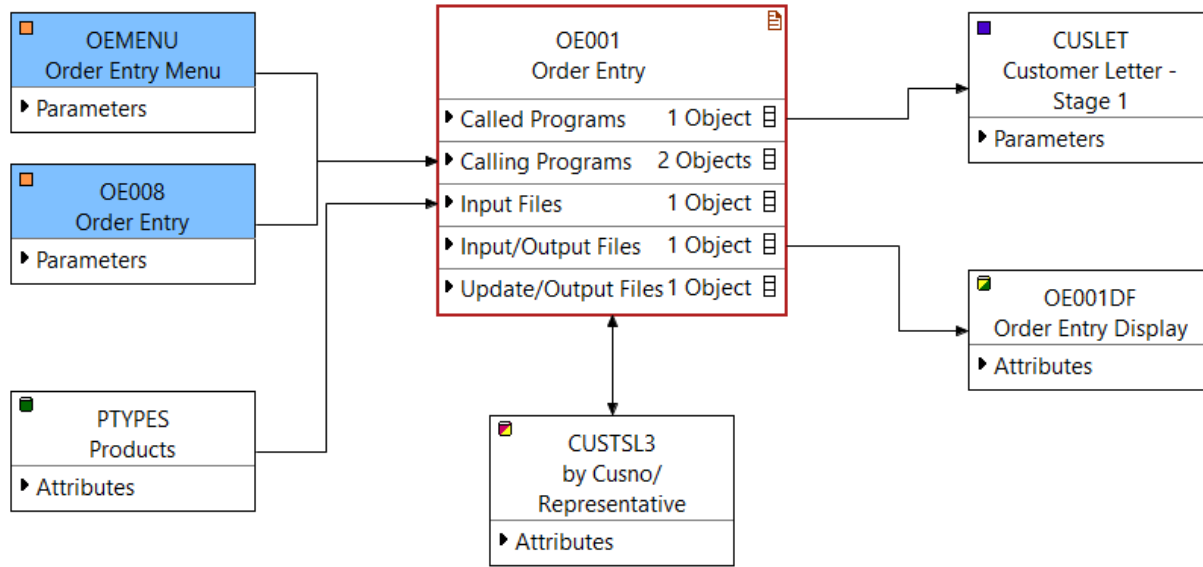 OEMENU
Order Entry Menu
Parameters
OE008
Order Entry
Parameters
PTYPES
Products
Attributes
OE001
Order Entry
Called Programs 1 Object
Calling Programs 2 Objects
Input Files 1 Object
Input/Output Files 1 Object
Update/Output Files 1 Object
CUSTSL3
by Cusno/
Representative
Attributes
CUSLET
Customer Letter -
Stage 1
Parameters
OE001DF
Order Entry Display
Attributes